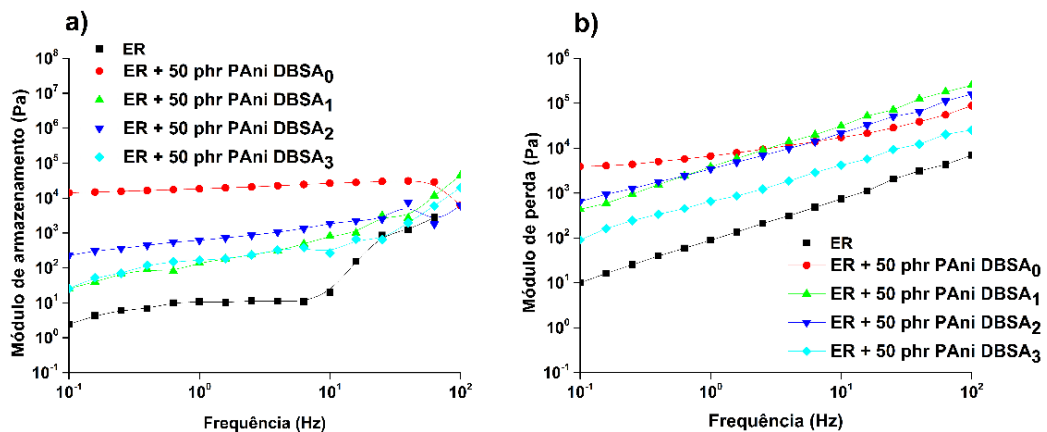 a)
ER
ER + 50 phr PAni DBSA0
ER + 50 phr PAni DBSA1
ER + 50 phr PAni DBSA2
ER + 50 phr PAni DBSA3
Módulo de armazenamento (Pa)
10^8
10^7
10^6
10^5
10^4
10^3
10^2
10^1
10^0
10^-1
10^-1 10^0 10^1 10^2
Frequência (Hz)
b)
Módulo de perda (Pa)
10^6
10^5
10^4
10^3
10^2
10^1
10^0
10^-1
ER
ER + 50 phr PAni DBSA0
ER + 50 phr PAni DBSA1
ER + 50 phr PAni DBSA2
ER + 50 phr PAni DBSA3
10^-1 10^0 10^1 10^2
Frequência (Hz)